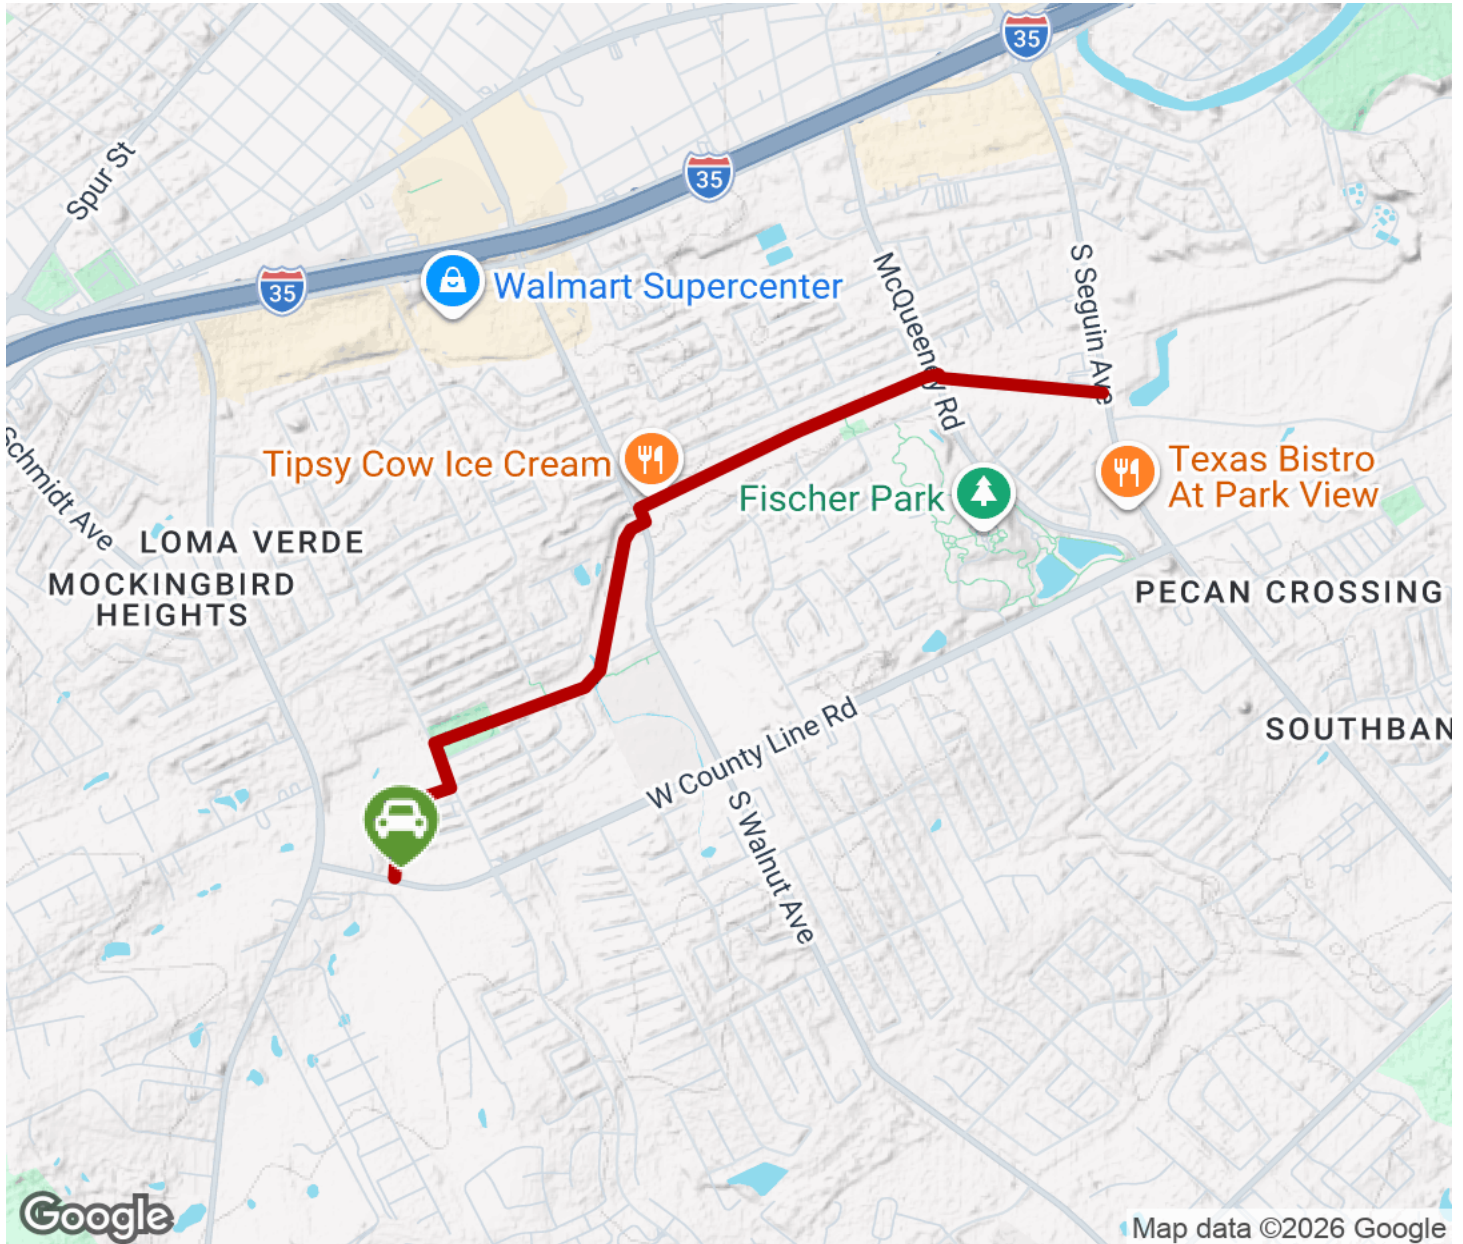 35
Spur St
35
35
Walmart Supercenter
McQueeney Rd
S Seguin Ave
Schmidt Ave
Tipsy Cow Ice Cream
Texas Bistro
At Park View
Fischer Park
LOMA VERDE
MOCKINGBIRD
HEIGHTS
PECAN CROSSING
W County Line Rd
SOUTHBAN
S Walnut Ave
Google
Map data ©2026 Google